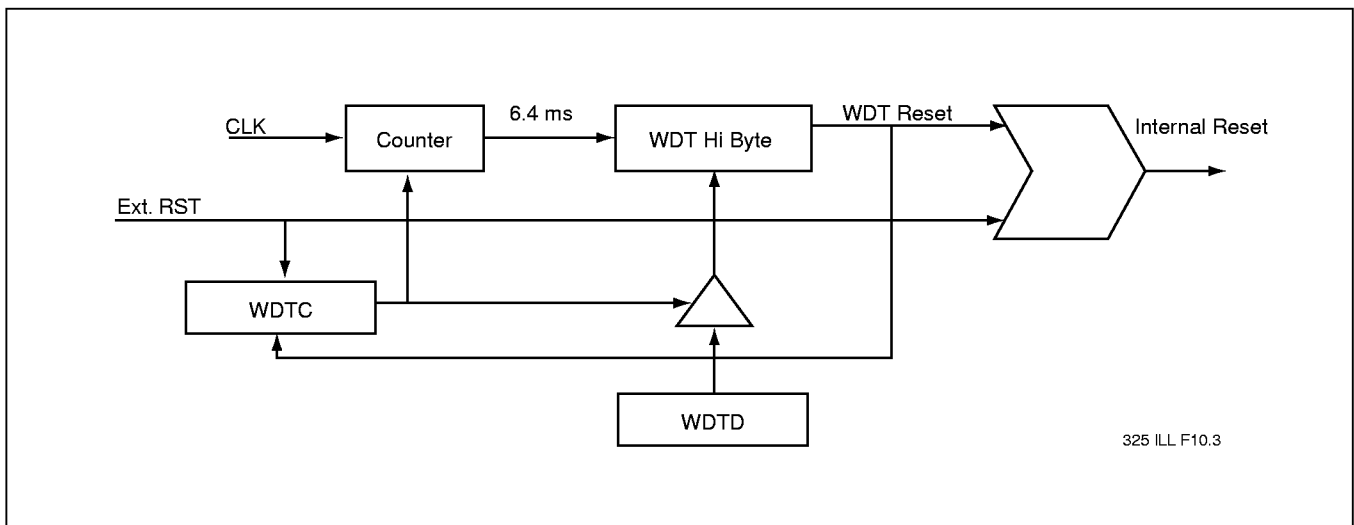 6.4 ms
WDT Reset
CLK
Counter
WDT Hi Byte
Internal Reset
Ext. RST
WDTC
WDTD
325 ILL F10.3